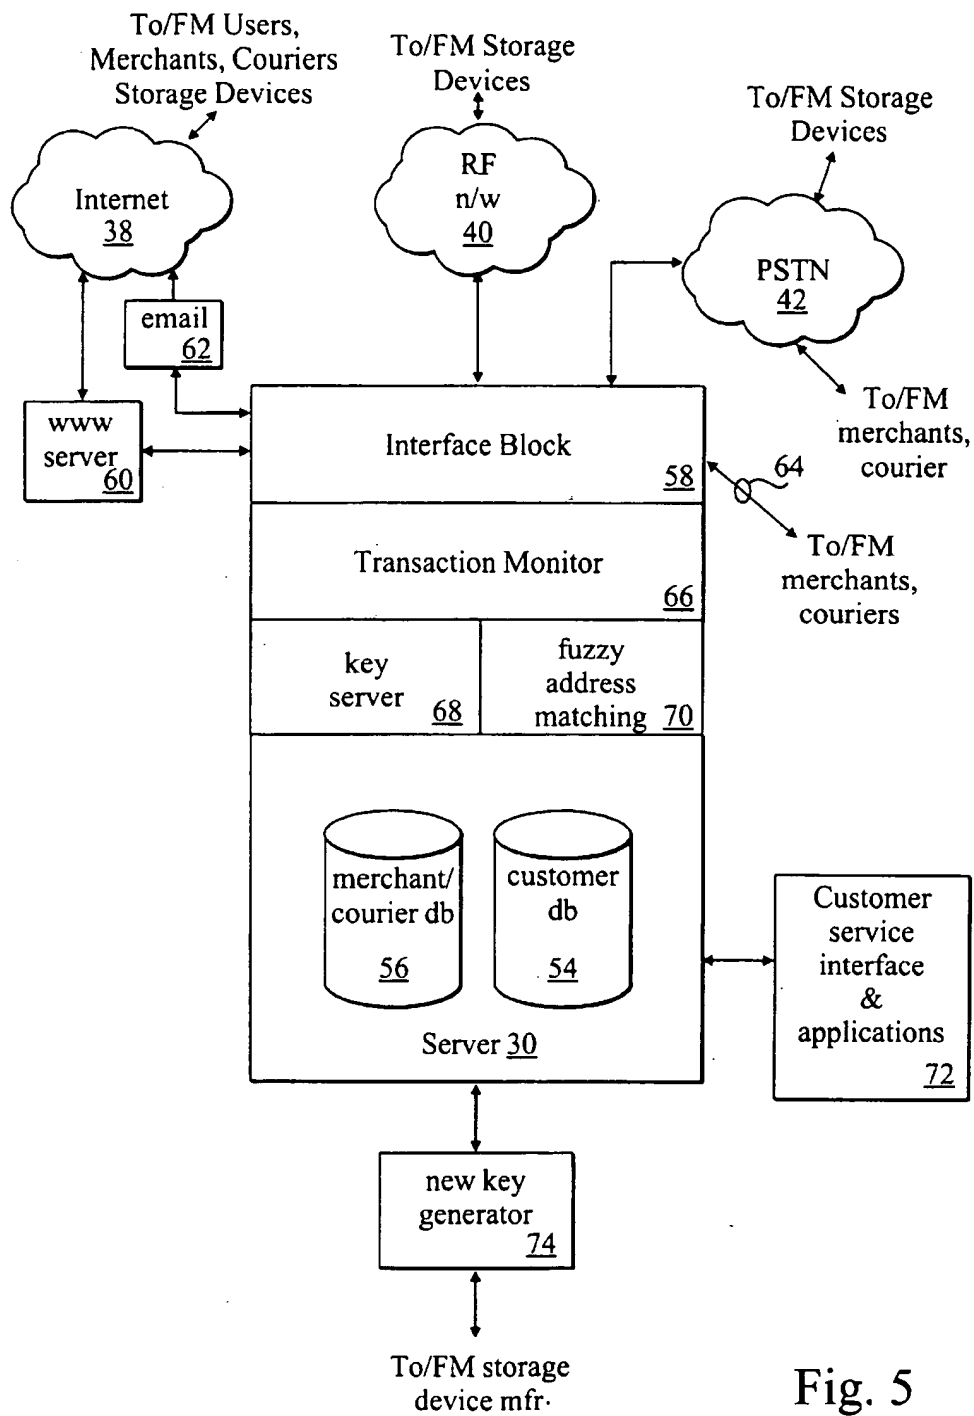 To/FM Users,
Merchants, Couriers
Storage Devices
To/FM Storage
Devices
To/FM Storage
Devices
Internet
38
RF
n/w
40
PSTN
42
email
62
www
server
60
To/FM
merchants,
courier
Interface Block
58
64
To/FM
merchants,
couriers
Transaction Monitor
66
key
server
68
fuzzy
address
matching
70
merchant/
courier db
56
customer
db
54
Server 30
Customer
service
interface
&
applications
72
new key
generator
74
To/FM storage
device mfr.
Fig. 5